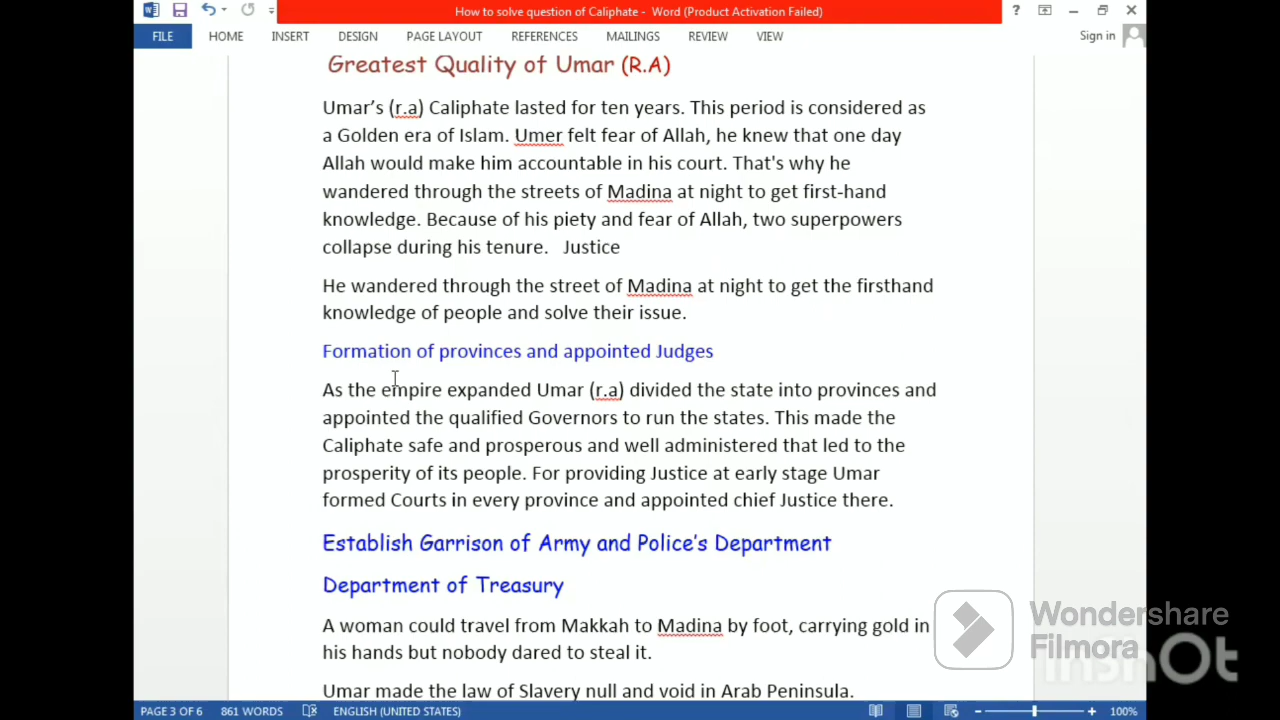 How to solve question of Caliphate - Word (Product Activation Failed)
?
FILE HOME INSERT DESIGN PAGE LAYOUT REFERENCES MAILINGS REVIEW VIEW Sign in
Greatest Quality of Umar (R.A)
Umar's (r.a) Caliphate lasted for ten years. This period is considered as
a Golden era of Islam. Umer felt fear of Allah, he knew that one day
Allah would make him accountable in his court. That's why he
wandered through the streets of Madina at night to get first-hand
knowledge. Because of his piety and fear of Allah, two superpowers
collapse during his tenure. Justice
He wandered through the street of Madina at night to get the firsthand
knowledge of people and solve their issue.
Formation of provinces and appointed Judges
As the empire expanded Umar (r.a) divided the state into provinces and
appointed the qualified Governors to run the states. This made the
Caliphate safe and prosperous and well administered that led to the
prosperity of its people. For providing Justice at early stage Umar
formed Courts in every province and appointed chief Justice there.
Establish Garrison of Army and Police's Department
Department of Treasury
A woman could travel from Makkah to Madina by foot, carrying gold in
his hands but nobody dared to steal it.
Umar made the law of Slavery null and void in Arab Peninsula.
Wondershare
Filmora
InShOt
PAGE 3 OF 6 861 WORDS ENGLISH (UNITED STATES) 100%